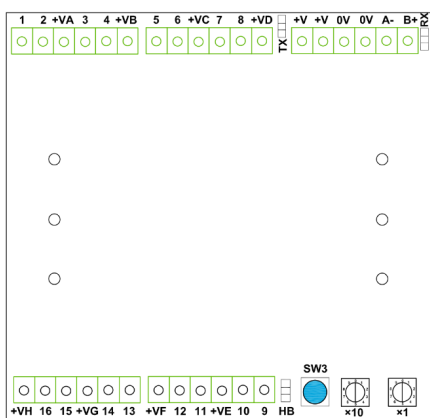 1 2 +VA 3 4 +VB 5 6 +VC 7 8 +VD TX +V +V 0V 0V A- B+ RX
SW3
+VH 16 15 +VG 14 13 +VF 12 11 +VE 10 9 HB ×10 ×1